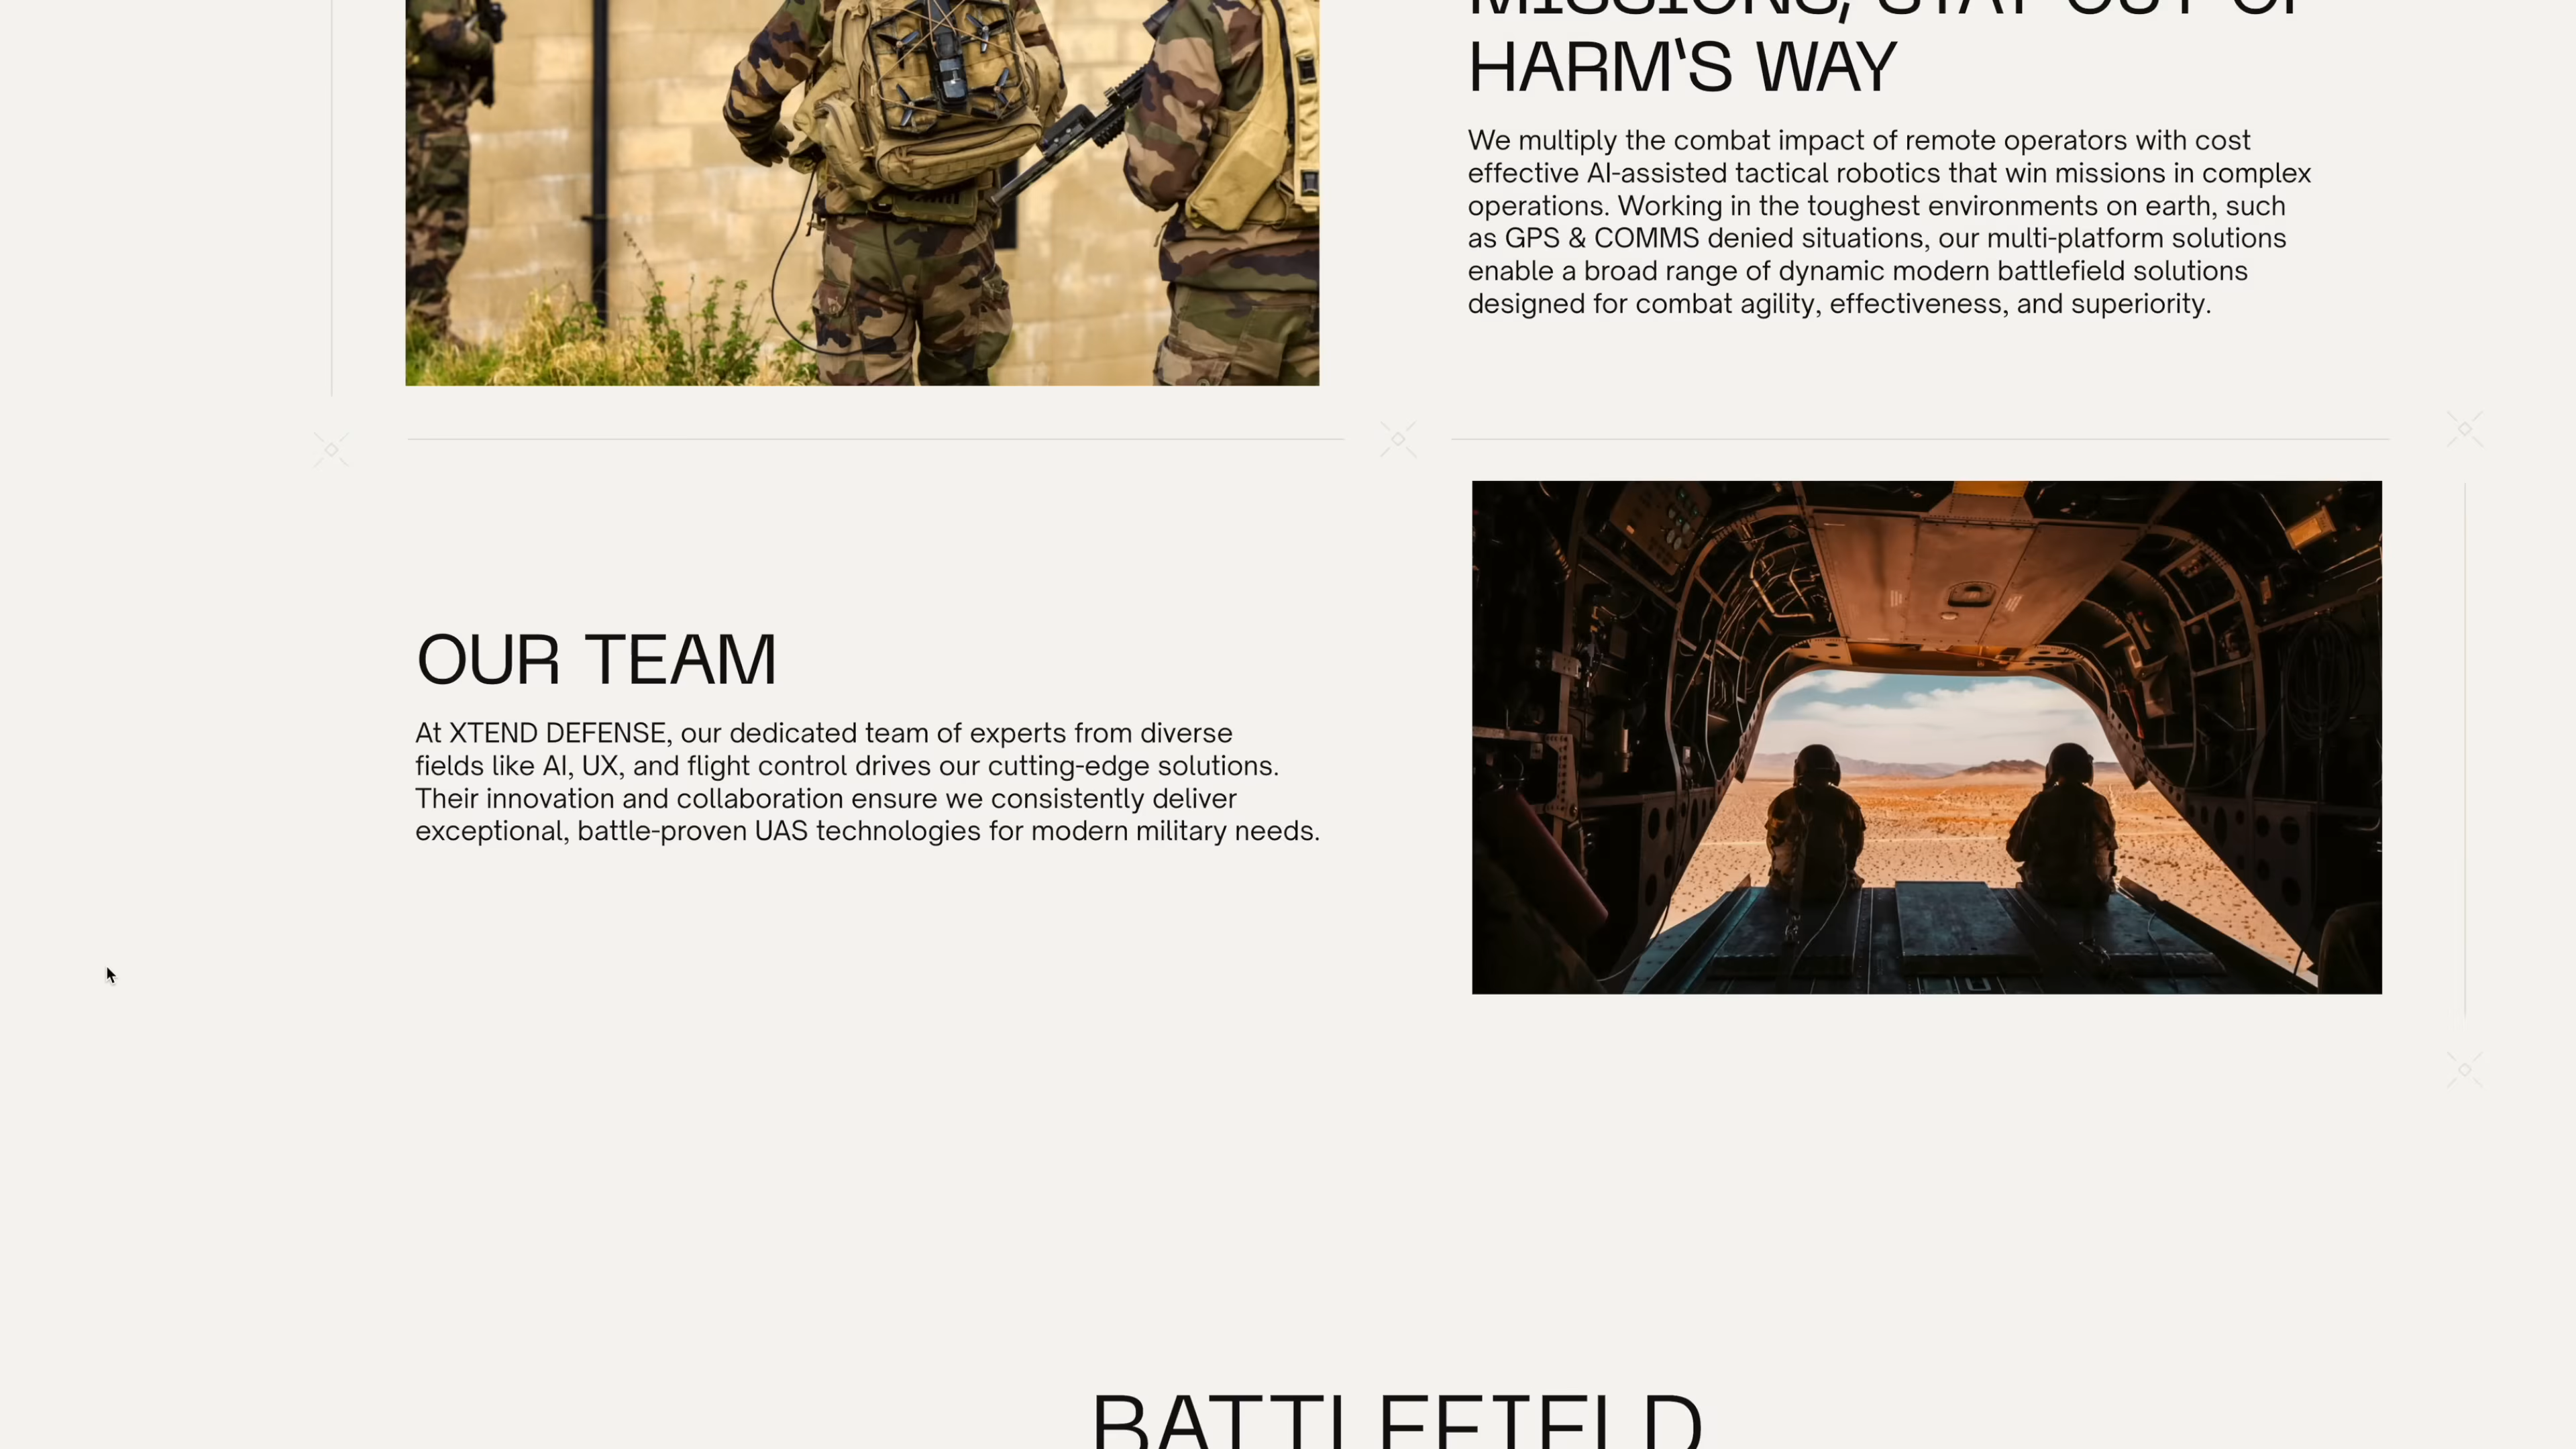 MISSIONS, STAY OUT OF
HARM'S WAY
We multiply the combat impact of remote operators with cost
effective AI-assisted tactical robotics that win missions in complex
operations. Working in the toughest environments on earth, such
as GPS & COMMS denied situations, our multi-platform solutions
enable a broad range of dynamic modern battlefield solutions
designed for combat agility, effectiveness, and superiority.
OUR TEAM
At XTEND DEFENSE, our dedicated team of experts from diverse
fields like AI, UX, and flight control drives our cutting-edge solutions.
Their innovation and collaboration ensure we consistently deliver
exceptional, battle-proven UAS technologies for modern military needs.
BATTLEFIELD